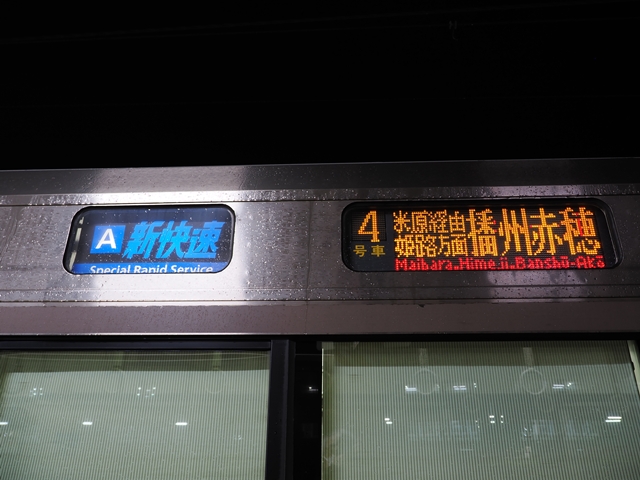 A 新快速
Special Rapid Service
4
号車
米原経由
姫路方面
播州赤穂
Maibara,Himeji,Banshū-Akō